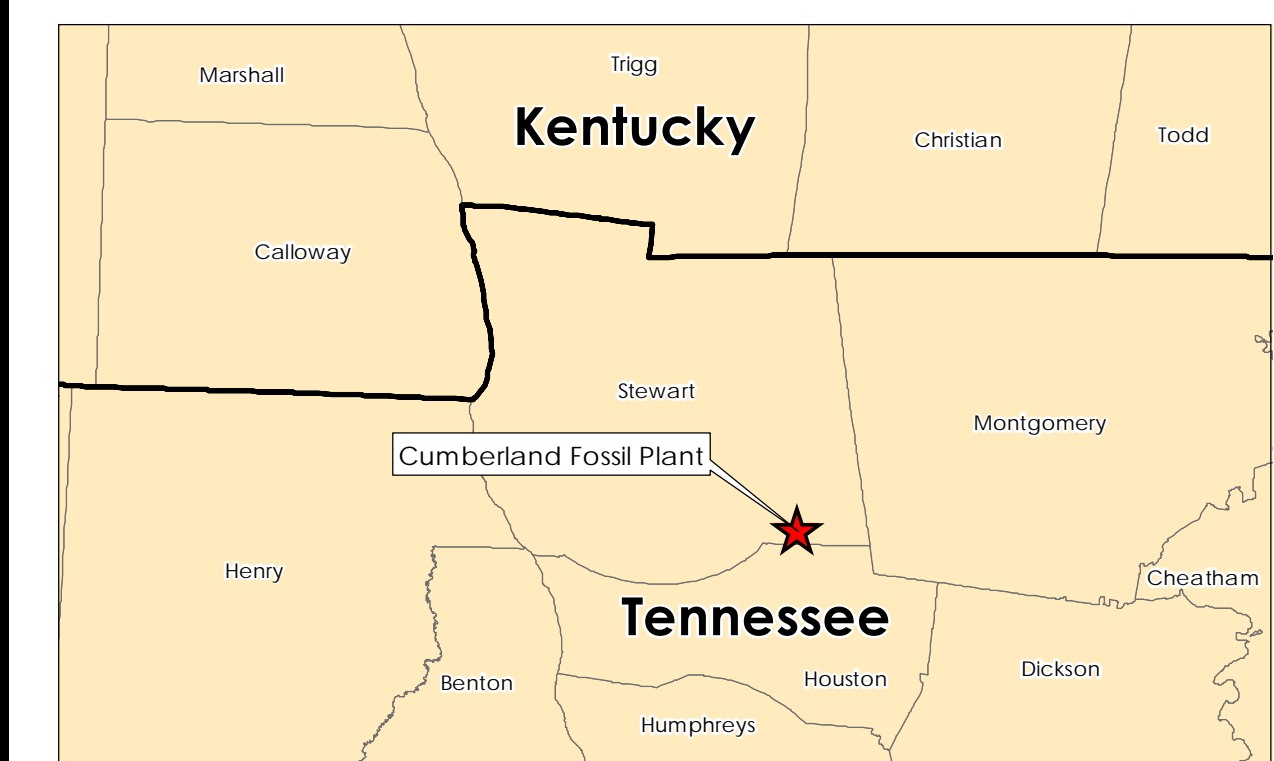 Marshall
Trigg
Kentucky
Christian
Todd
Calloway
Stewart
Montgomery
Cumberland Fossil Plant
Henry
Cheatham
Tennessee
Benton
Houston
Dickson
Humphreys